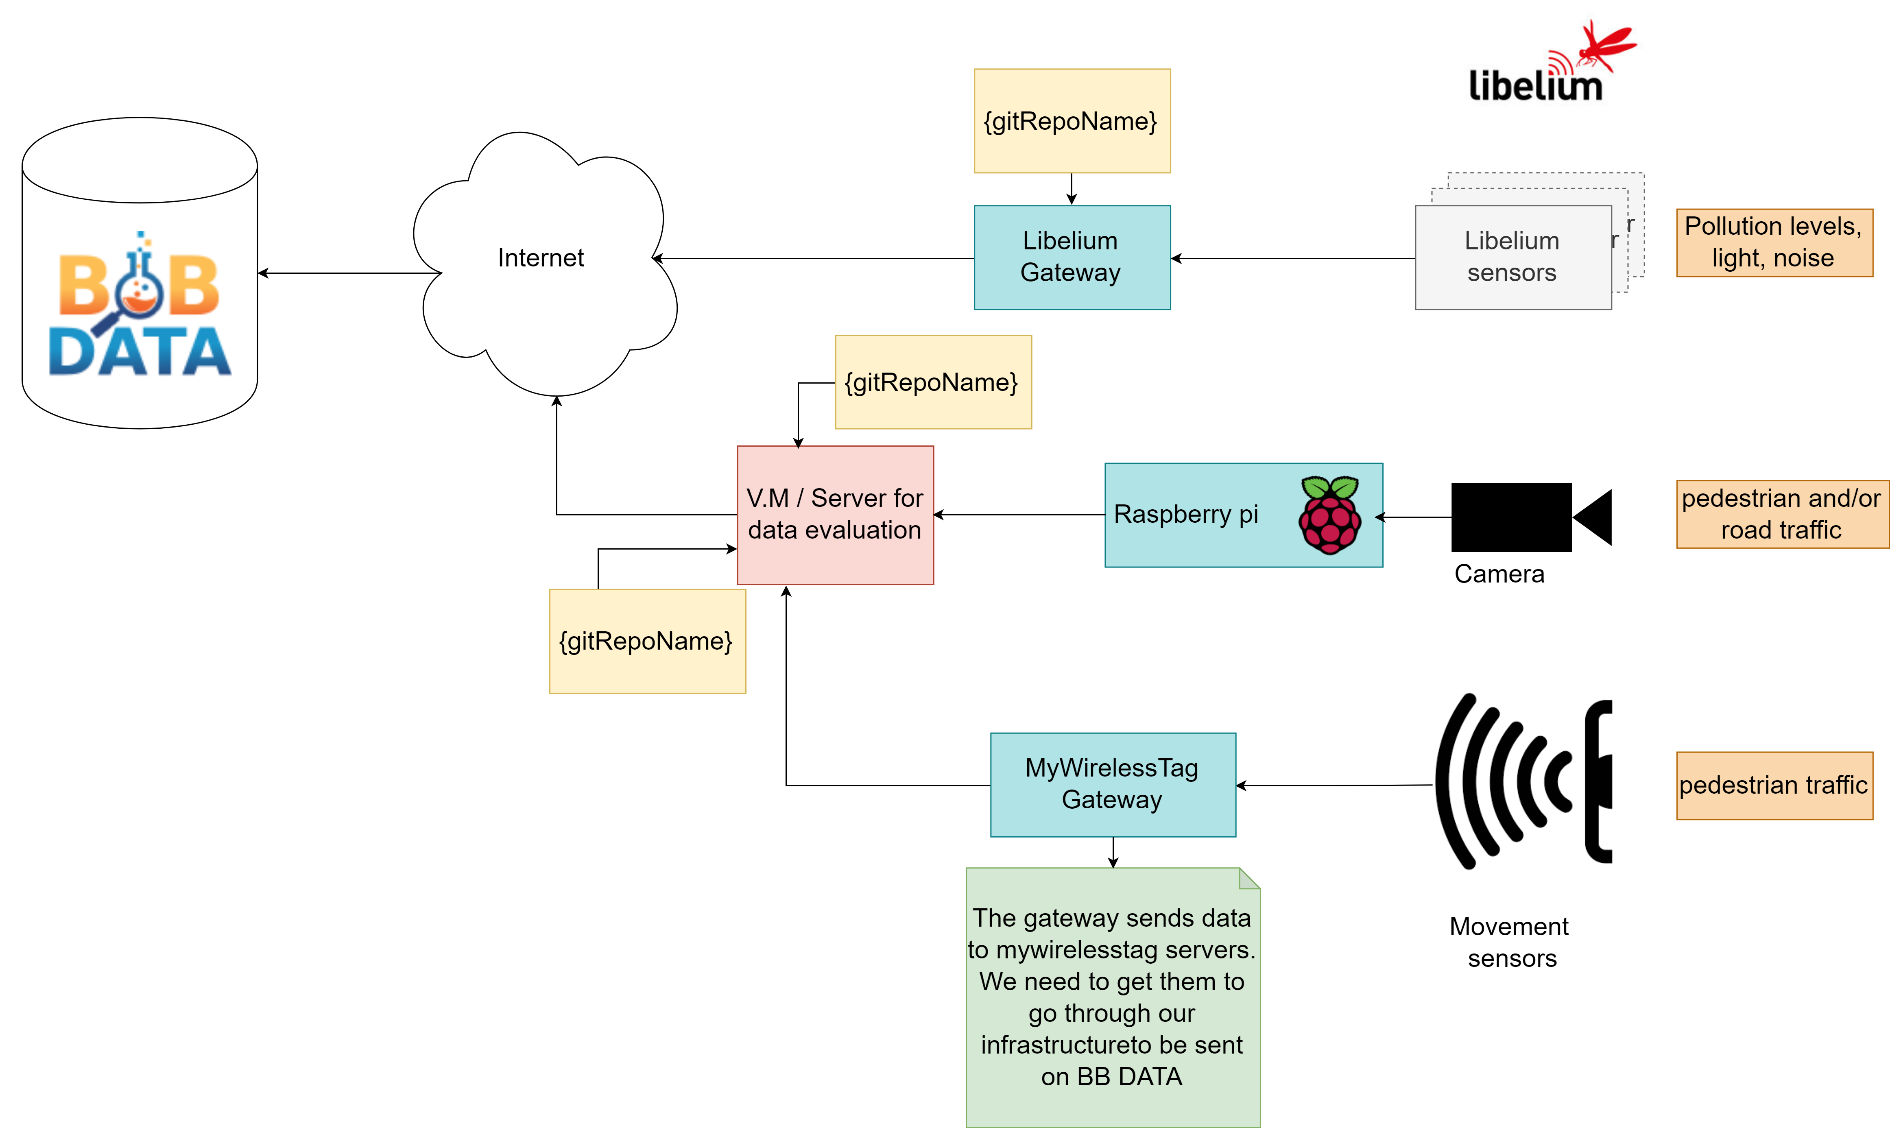 libelium
{gitRepoName}
Libelium
Gateway
Libelium
sensors
r
r
Pollution levels,
light, noise
Internet
BOB
DATA
{gitRepoName}
V.M / Server for
data evaluation
Raspberry pi
Camera
pedestrian and/or
road traffic
{gitRepoName}
MyWirelessTag
Gateway
pedestrian traffic
Movement
sensors
The gateway sends data
to mywirelesstag servers.
We need to get them to
go through our
infrastructureto be sent
on BB DATA